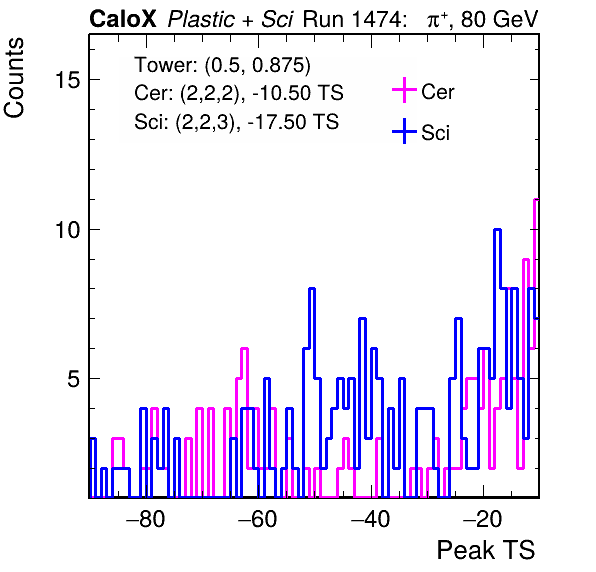 CaloX Plastic + Sci Run 1474: π⁺, 80 GeV
Counts
Tower: (0.5, 0.875)
Cer: (2,2,2), -10.50 TS
Sci: (2,2,3), -17.50 TS
Cer
Sci
15
10
5
−80 −60 −40 −20
Peak TS